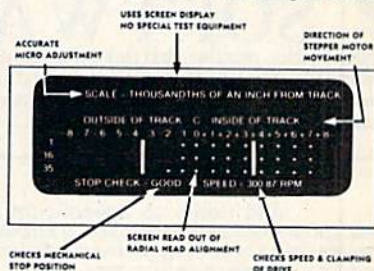 USES SCREEN DISPLAY
NO SPECIAL TEST EQUIPMENT
ACCURATE
MICRO ADJUSTMENT
DIRECTION OF
STEPPER MOTOR
MOVEMENT
SCALE - THOUSANDTHS OF AN INCH FROM TRACK
OUTSIDE OF TRACK C INSIDE OF TRACK
8 7 6 5 4 3 2 1 0+1+2+3+4+5+6+7+8
1
16
35
STOP CHECK - GOOD SPEED - 300.87 RPM
CHECKS MECHANICAL
STOP POSITION
SCREEN READ OUT OF
RADIAL HEAD ALIGNMENT
CHECKS SPEED & CLAMPING
OF DRIVE